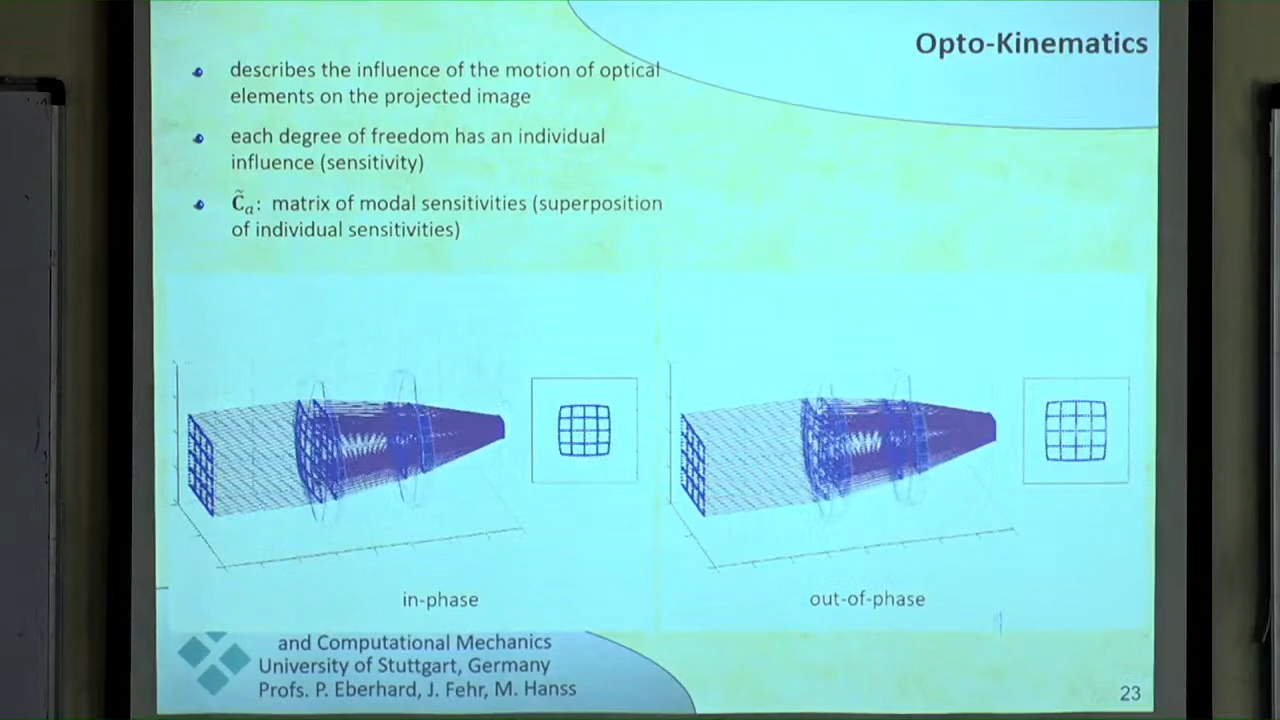 Opto-Kinematics
describes the influence of the motion of optical
elements on the projected image
each degree of freedom has an individual
influence (sensitivity)
C̃ₐ: matrix of modal sensitivities (superposition
of individual sensitivities)
in-phase
out-of-phase
and Computational Mechanics
University of Stuttgart, Germany
Profs. P. Eberhard, J. Fehr, M. Hanss
23